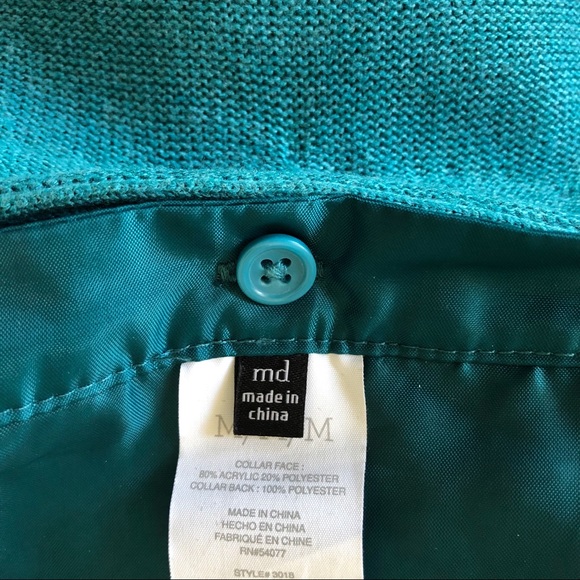 md
made in
china
M/M/M
COLLAR FACE :
80% ACRYLIC 20% POLYESTER
COLLAR BACK : 100% POLYESTER
MADE IN CHINA
HECHO EN CHINA
FABRIQUÉ EN CHINE
RN#54077
STYLE# 3018